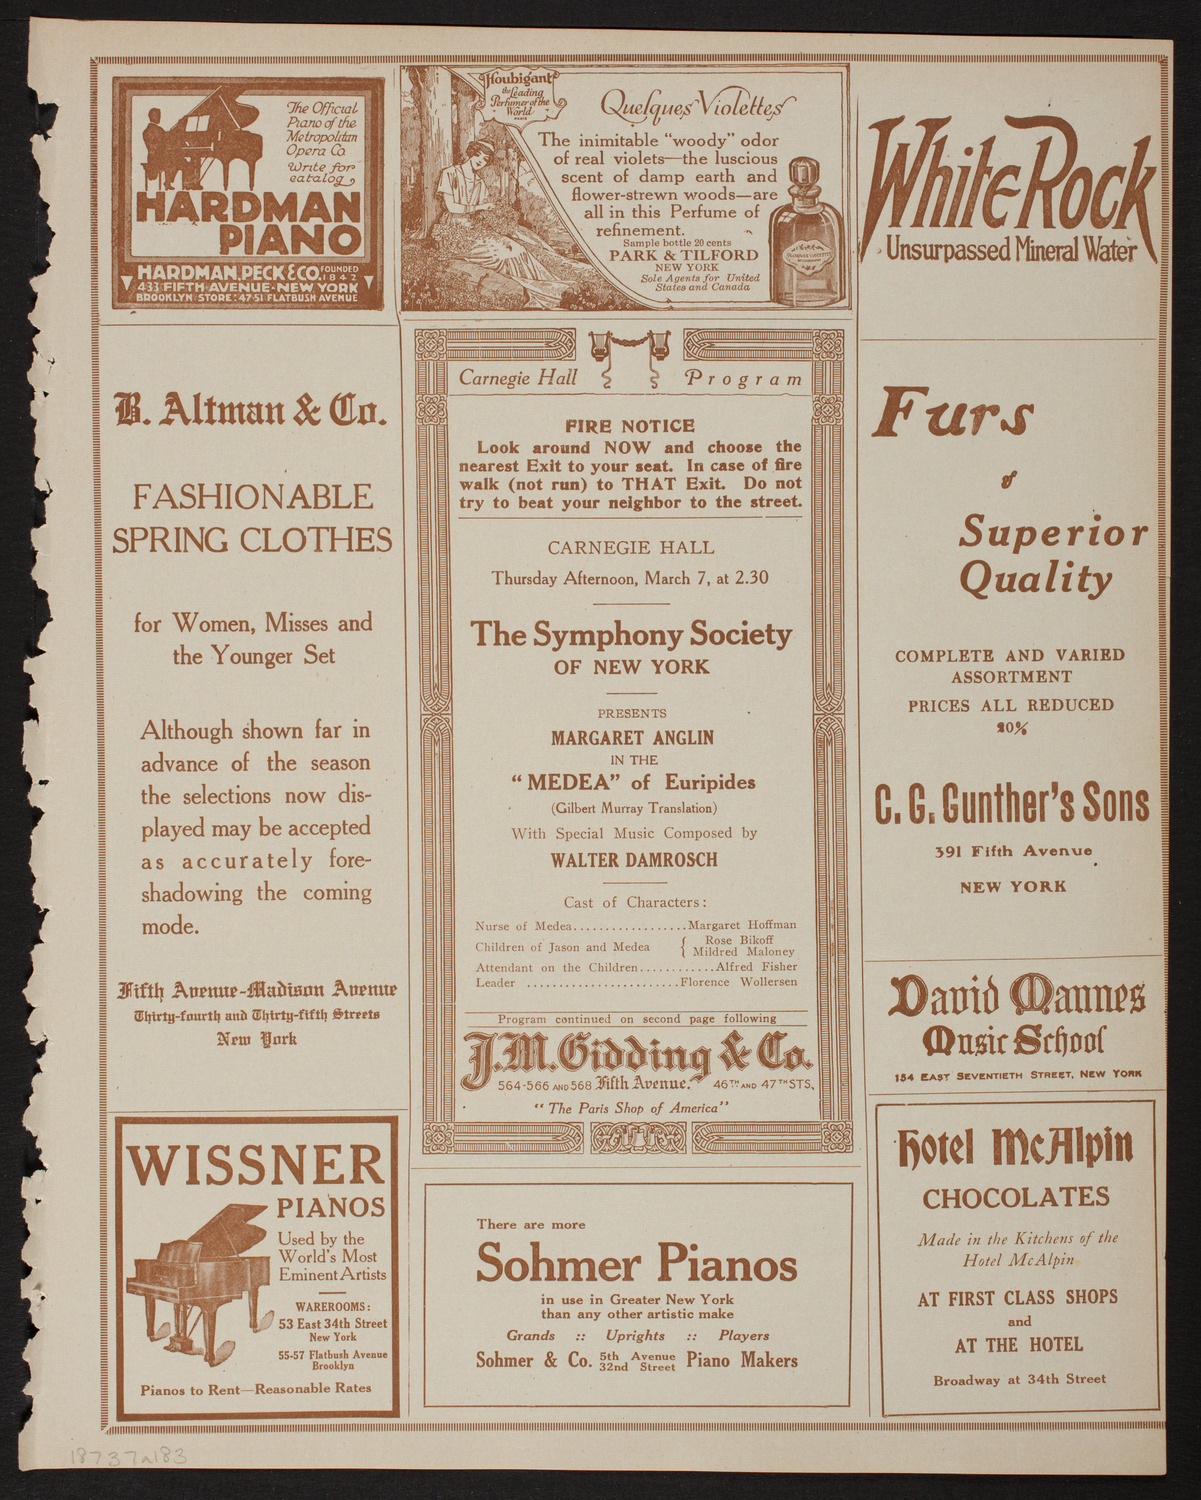 The Official
Piano of the
Metropolitan
Opera Co.
Write for
catalog
HARDMAN
PIANO
HARDMAN, PECK & CO. FOUNDED 1842
433 FIFTH AVENUE - NEW YORK
BROOKLYN STORE: 47-51 FLATBUSH AVENUE
Houbigant
the Leading
Perfumer of the
World
PARIS
Quelques Violettes
The inimitable "woody" odor
of real violets—the luscious
scent of damp earth and
flower-strewn woods—are
all in this Perfume of
refinement.
Sample bottle 20 cents
PARK & TILFORD
NEW YORK
Sole Agents for United
States and Canada
White Rock
Unsurpassed Mineral Water
B. Altman & Co.
FASHIONABLE
SPRING CLOTHES
for Women, Misses and
the Younger Set
Although shown far in
advance of the season
the selections now dis-
played may be accepted
as accurately fore-
shadowing the coming
mode.
Fifth Avenue-Madison Avenue
Thirty-fourth and Thirty-fifth Streets
New York
WISSNER
PIANOS
Used by the
World's Most
Eminent Artists
WAREROOMS:
53 East 34th Street
New York
55-57 Flatbush Avenue
Brooklyn
Pianos to Rent—Reasonable Rates
Carnegie Hall Program
FIRE NOTICE
Look around NOW and choose the
nearest Exit to your seat. In case of fire
walk (not run) to THAT Exit. Do not
try to beat your neighbor to the street.
CARNEGIE HALL
Thursday Afternoon, March 7, at 2.30
The Symphony Society
OF NEW YORK
PRESENTS
MARGARET ANGLIN
IN THE
"MEDEA" of Euripides
(Gilbert Murray Translation)
With Special Music Composed by
WALTER DAMROSCH
Cast of Characters:
Nurse of Medea.................Margaret Hoffman
Children of Jason and Medea { Rose Bikoff
{ Mildred Maloney
Attendant on the Children............Alfred Fisher
Leader ........................Florence Wollersen
Program continued on second page following
J.M. Gidding & Co.
564-566 AND 568 Fifth Avenue. 46TH AND 47TH STS.
"The Paris Shop of America"
There are more
Sohmer Pianos
in use in Greater New York
than any other artistic make
Grands :: Uprights :: Players
Sohmer & Co. 5th Avenue 32nd Street Piano Makers
Furs
of
Superior
Quality
COMPLETE AND VARIED
ASSORTMENT
PRICES ALL REDUCED
20%
C. G. Gunther's Sons
391 Fifth Avenue
NEW YORK
David Mannes
Music School
154 EAST SEVENTIETH STREET, NEW YORK
Hotel McAlpin
CHOCOLATES
Made in the Kitchens of the
Hotel McAlpin
AT FIRST CLASS SHOPS
and
AT THE HOTEL
Broadway at 34th Street
18737a183